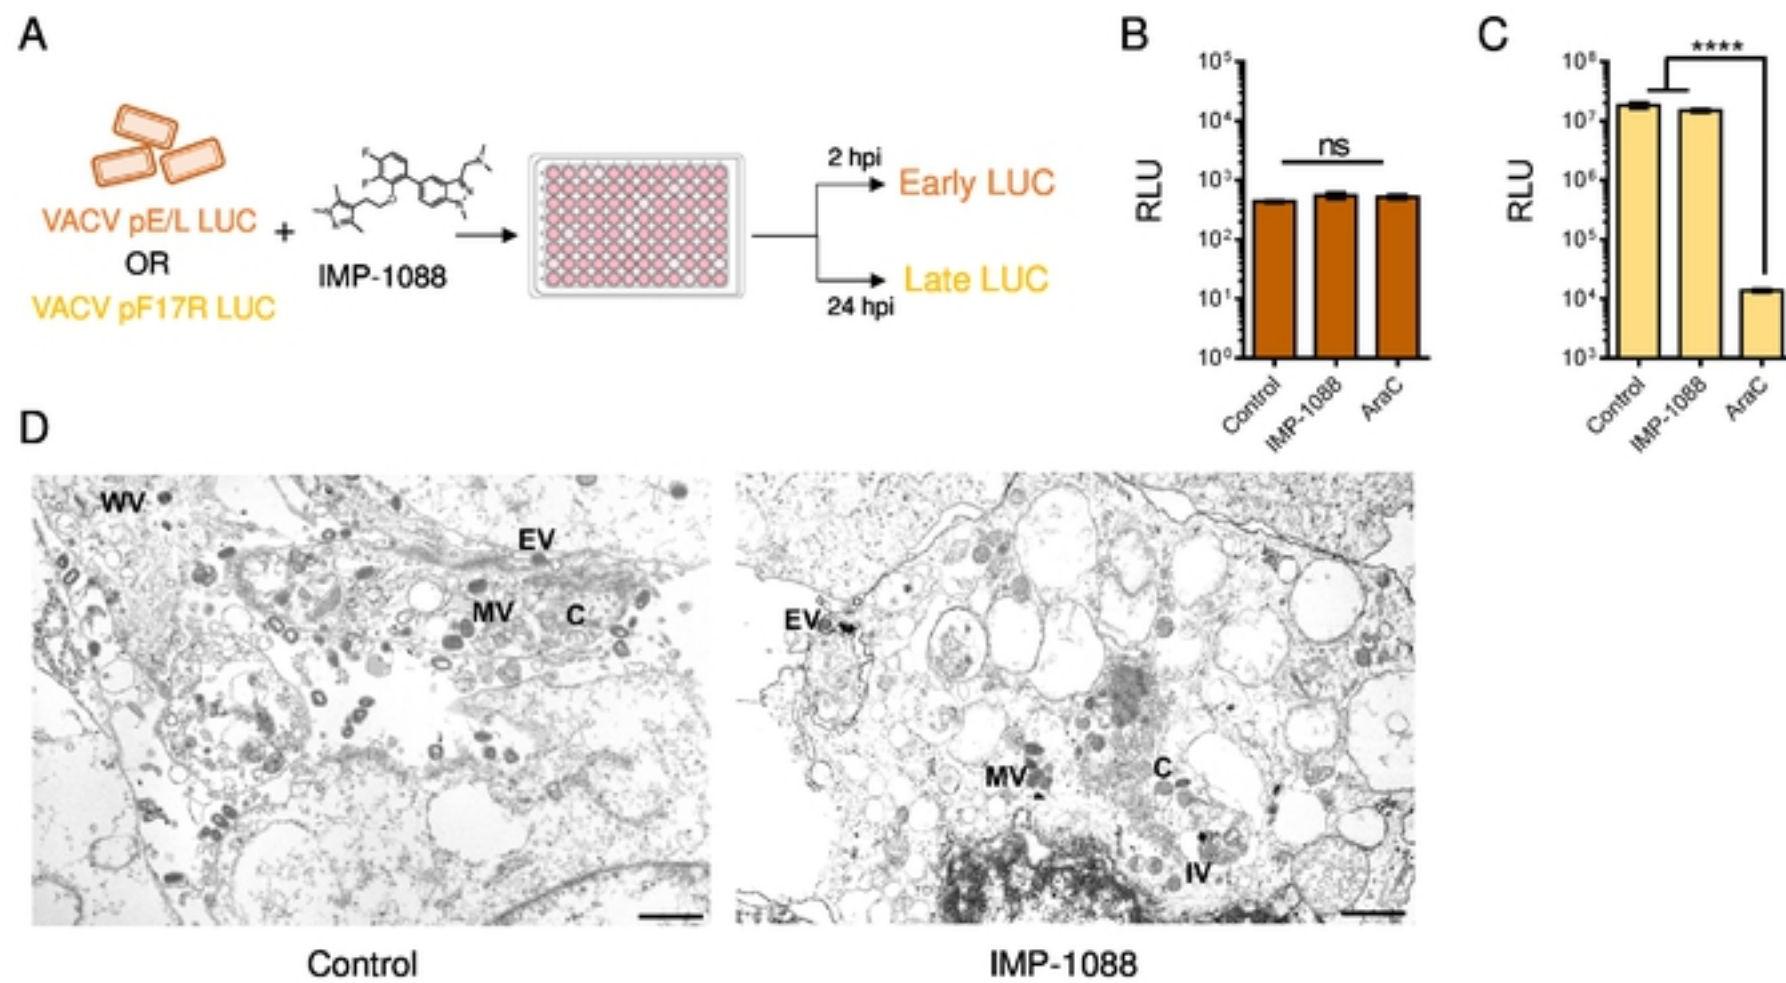 A
VACV pE/L LUC
OR
VACV pF17R LUC
+
F
F
IMP-1088
2 hpi
Early LUC
Late LUC
24 hpi
B
RLU
10⁵
10⁴
10³
10²
10¹
10⁰
ns
Control
IMP-1088
AraC
C
RLU
10⁸
10⁷
10⁶
10⁵
10⁴
10³
****
Control
IMP-1088
AraC
D
WV
EV
MV
C
Control
EV
MV
C
IV
IMP-1088